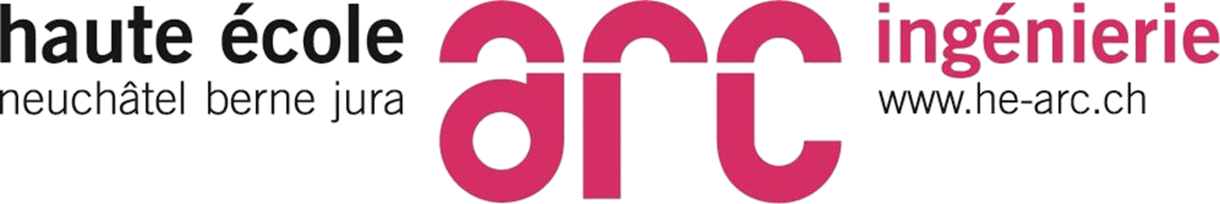 haute école
neuchâtel berne jura
arc
ingénierie
www.he-arc.ch